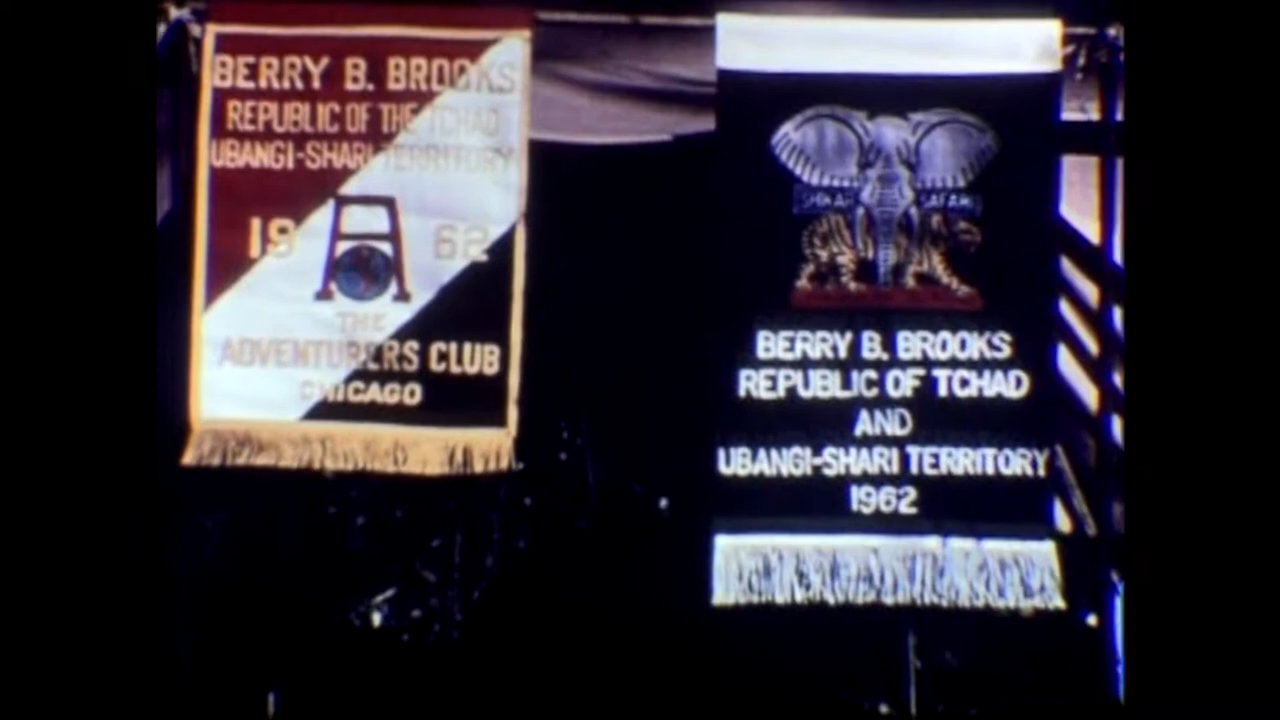 BERRY B. BROOKS
REPUBLIC OF THE TCHAD
UBANGI-SHARI TERRITORY
19 62
THE
ADVENTURERS CLUB
CHICAGO
SHIKAR SAFARI
BERRY B. BROOKS
REPUBLIC OF TCHAD
AND
UBANGI-SHARI TERRITORY
1962